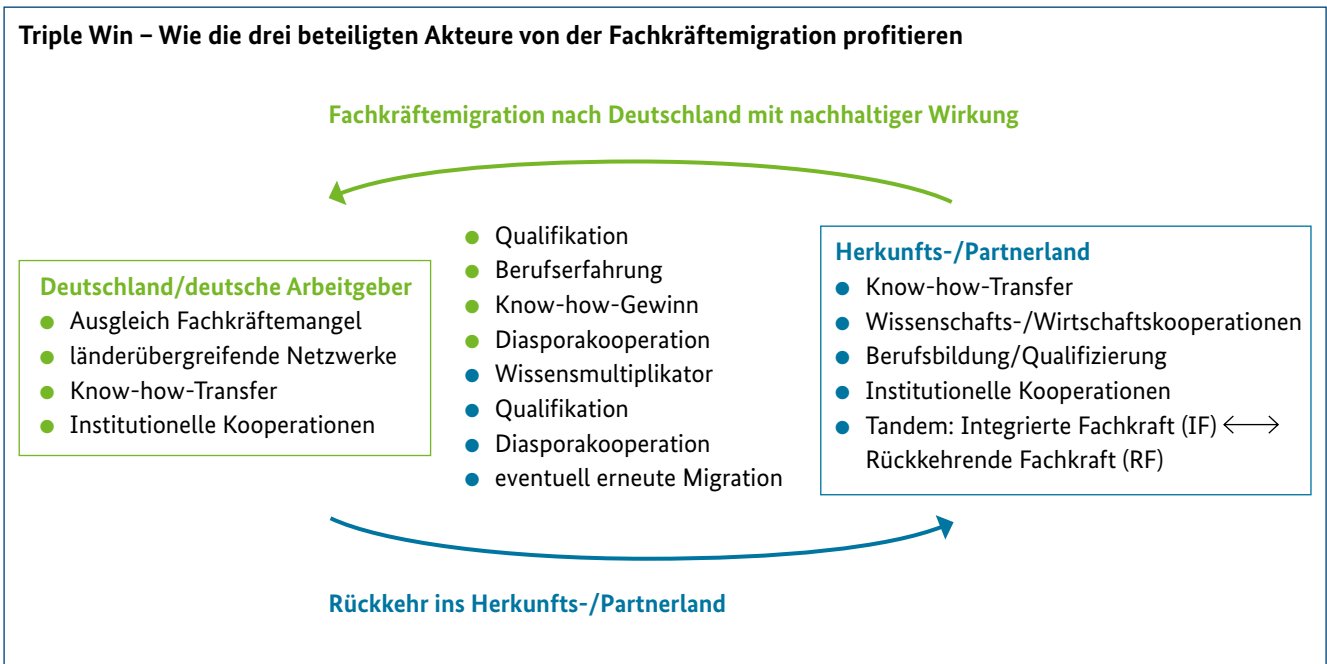 Triple Win – Wie die drei beteiligten Akteure von der Fachkräftemigration profitieren
Fachkräftemigration nach Deutschland mit nachhaltiger Wirkung
Deutschland/deutsche Arbeitgeber
● Ausgleich Fachkräftemangel
● länderübergreifende Netzwerke
● Know-how-Transfer
● Institutionelle Kooperationen
● Qualifikation
● Berufserfahrung
● Know-how-Gewinn
● Diasporakooperation
● Wissensmultiplikator
● Qualifikation
● Diasporakooperation
● eventuell erneute Migration
Herkunfts-/Partnerland
● Know-how-Transfer
● Wissenschafts-/Wirtschaftskooperationen
● Berufsbildung/Qualifizierung
● Institutionelle Kooperationen
● Tandem: Integrierte Fachkraft (IF) ⟷
Rückkehrende Fachkraft (RF)
Rückkehr ins Herkunfts-/Partnerland